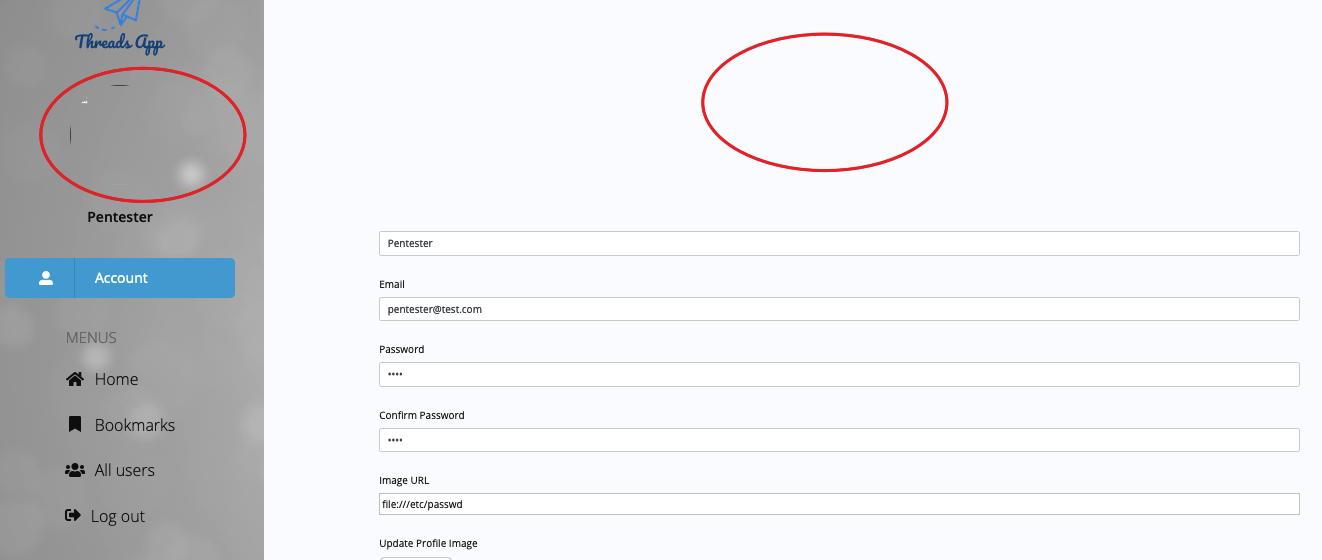 Threads App
Pentester
Account
MENUS
Home
Bookmarks
All users
Log out
Pentester
Email
pentester@test.com
Password
••••
Confirm Password
••••
Image URL
file:///etc/passwd
Update Profile Image